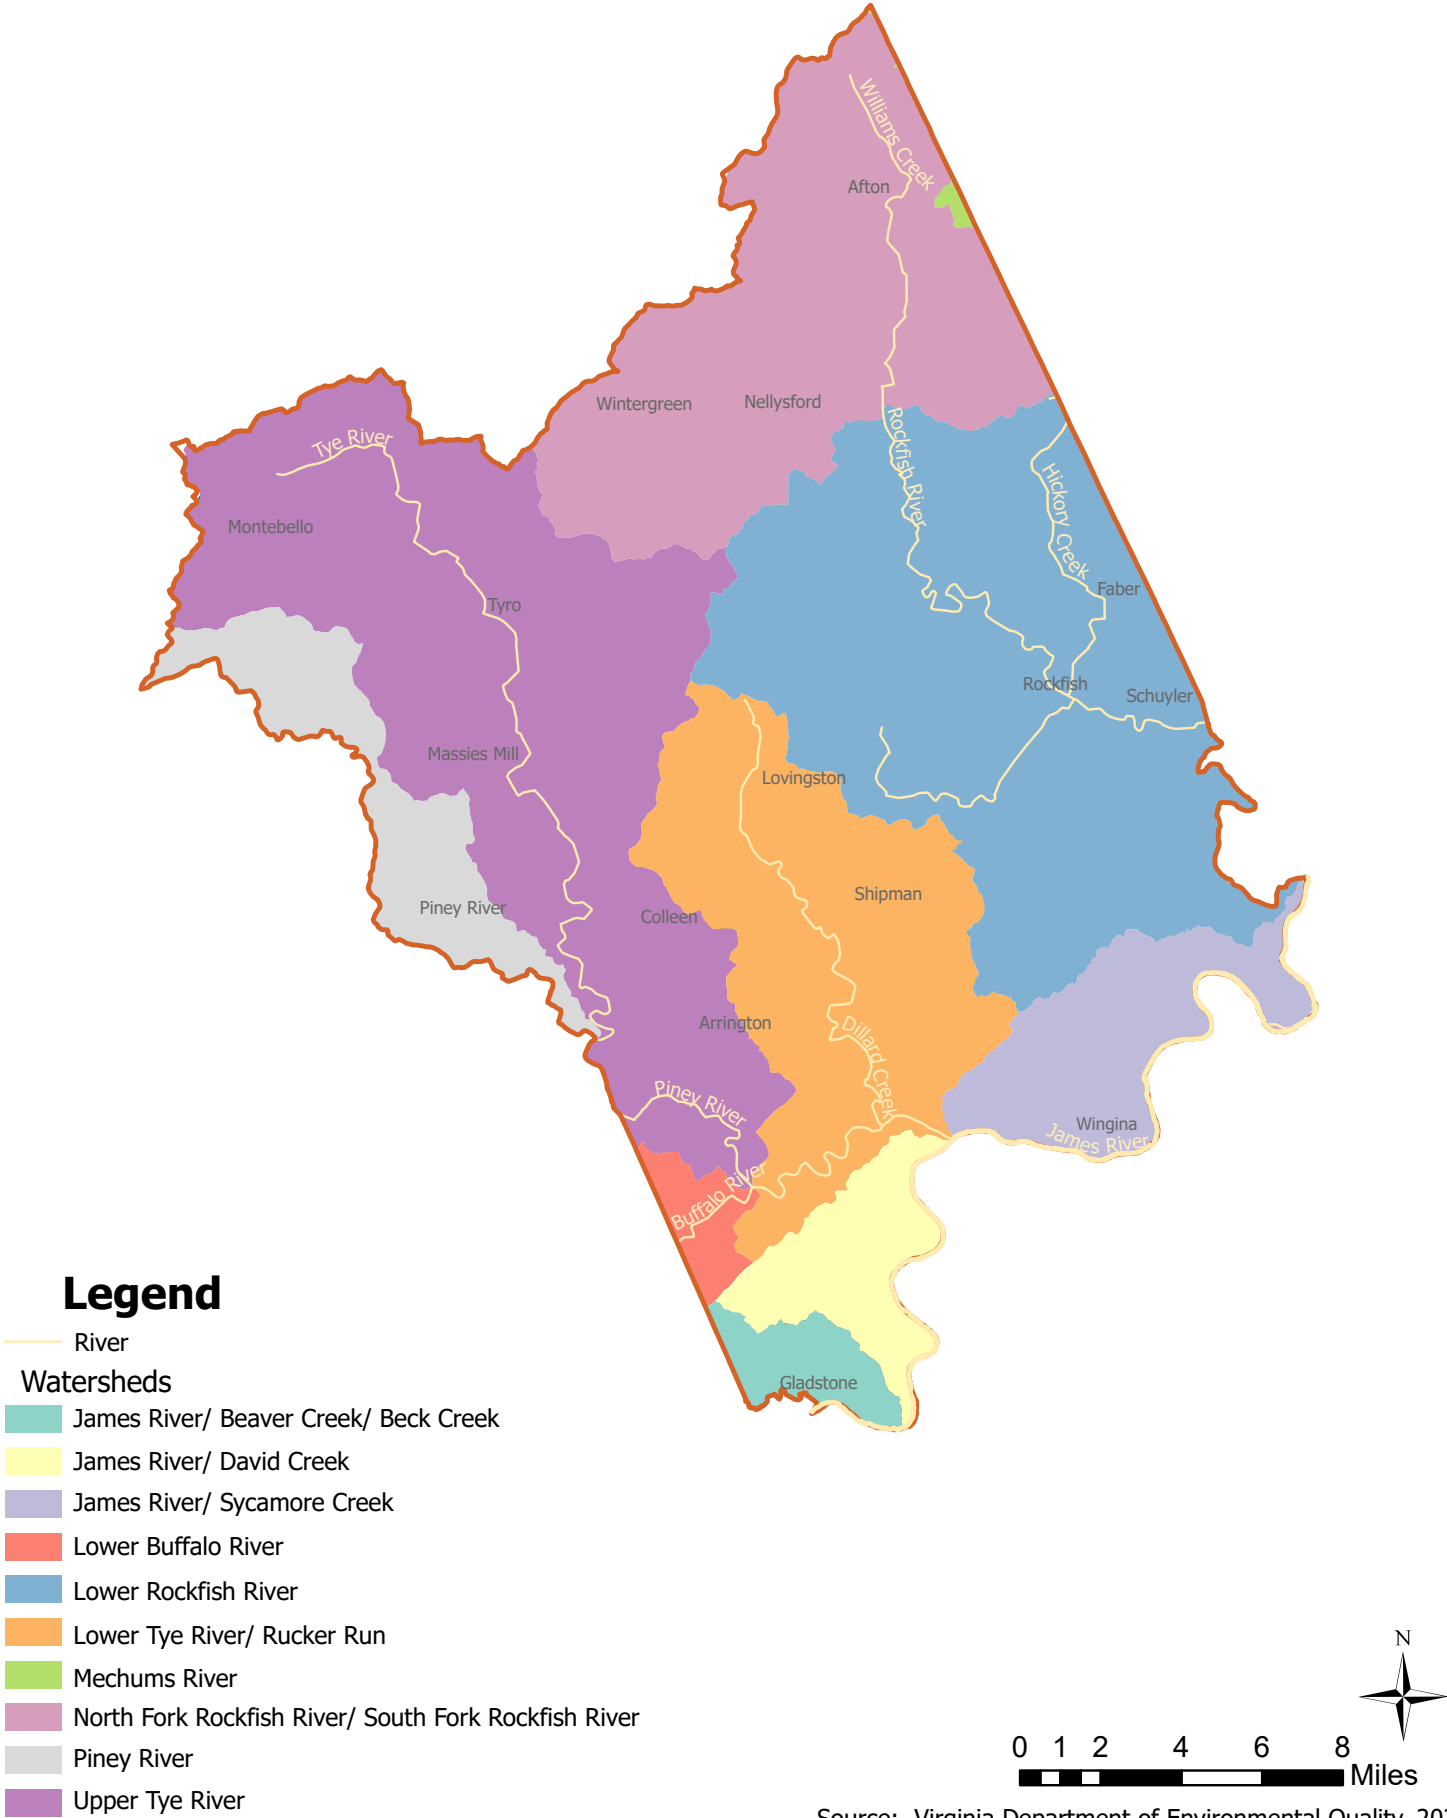 Williams Creek
Afton
Wintergreen
Nellysford
Rockfish River
Tye River
Hickory Creek
Montebello
Faber
Tyro
Rockfish
Schuyler
Massies Mill
Lovingston
Shipman
Piney River
Colleen
Arrington
Dillard Creek
Piney River
Wingina
James River
Buffalo River
Gladstone
Legend
River
Watersheds
James River/ Beaver Creek/ Beck Creek
James River/ David Creek
James River/ Sycamore Creek
Lower Buffalo River
Lower Rockfish River
Lower Tye River/ Rucker Run
Mechums River
North Fork Rockfish River/ South Fork Rockfish River
Piney River
Upper Tye River
N
0 1 2 4 6 8
Miles
Source: Virginia Department of Environmental Quality,